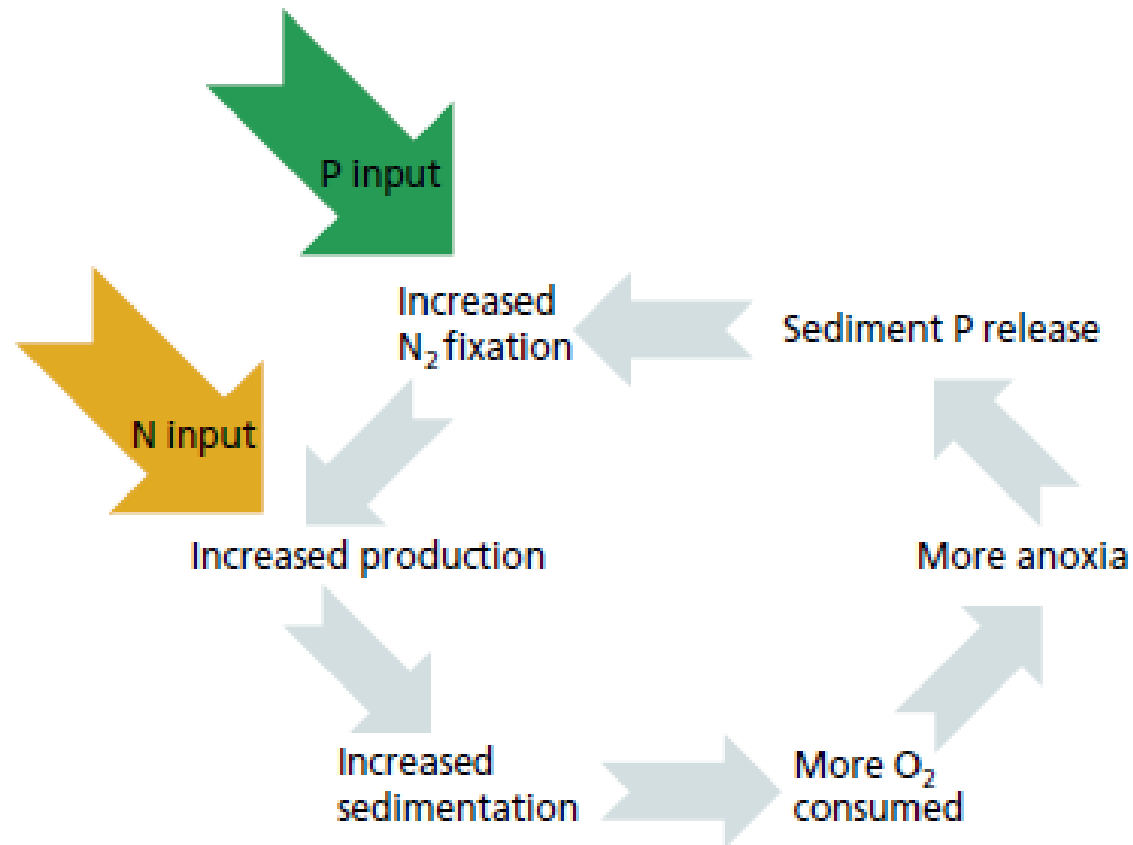 P input
Increased
N₂ fixation
Sediment P release
N input
Increased production
More anoxia
Increased
sedimentation
More O₂
consumed